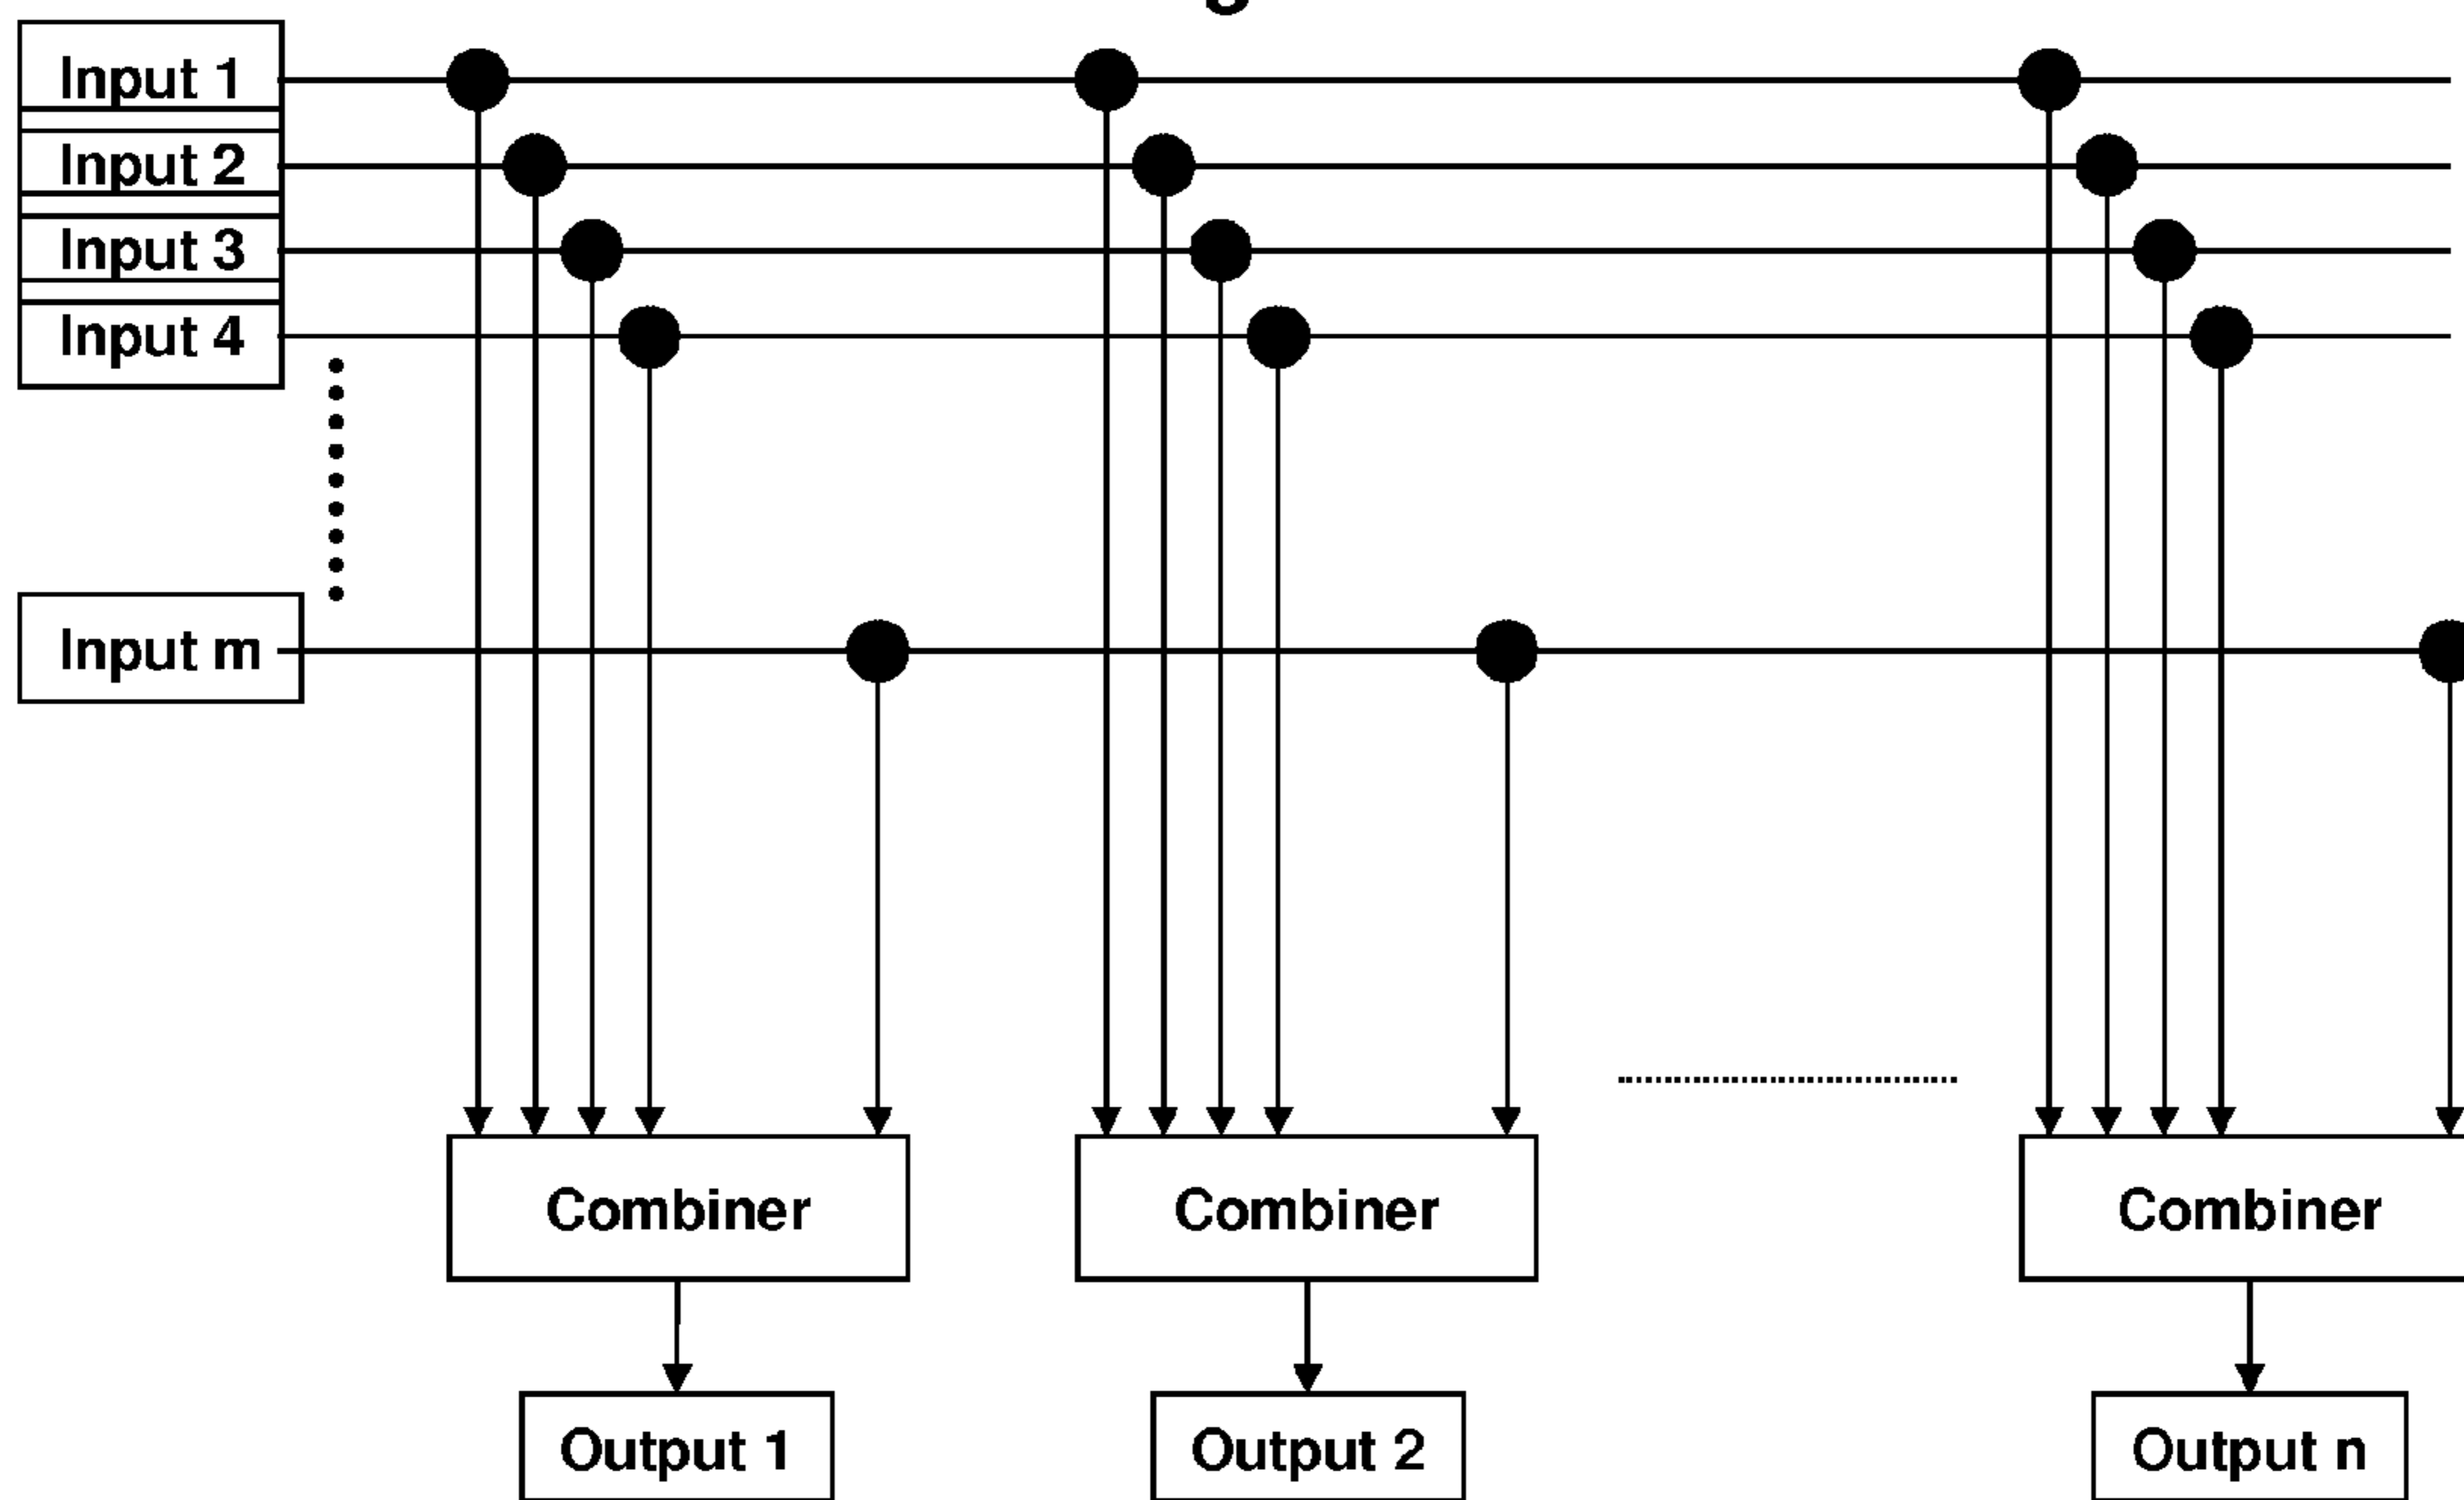 Input 1
Input 2
Input 3
Input 4
Input m
Combiner
Combiner
Combiner
Output 1
Output 2
Output n